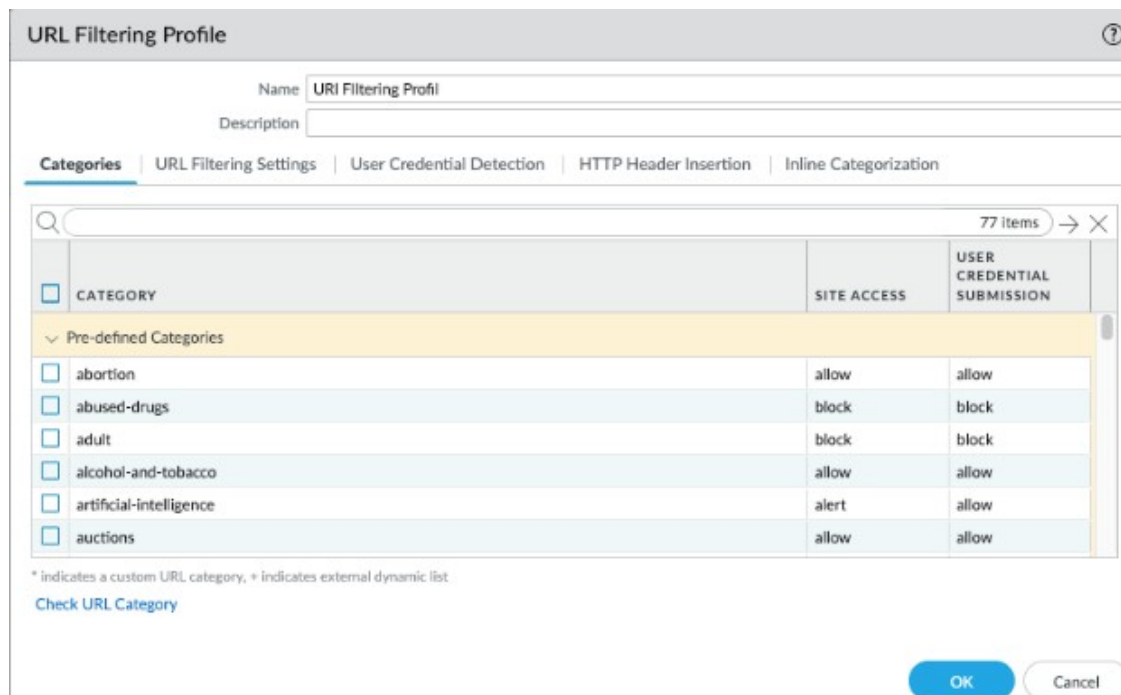 URL Filtering Profile
Name URl FIltering Profil
Description
Categories URL Filtering Settings User Credential Detection HTTP Header Insertion Inline Categorization
77 items
CATEGORY SITE ACCESS USER CREDENTIAL SUBMISSION
Pre-defined Categories
abortion allow allow
abused-drugs block block
adult block block
alcohol-and-tobacco allow allow
artificial-intelligence alert allow
auctions allow allow
* indicates a custom URL category, + indicates external dynamic list
Check URL Category
OK Cancel